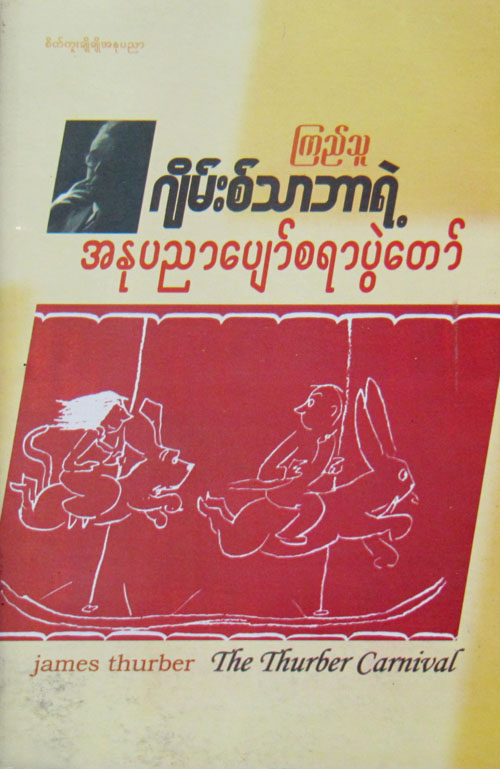 စိတ်ကူးချိုချိုအနုပညာ
ကြည်သူ
ဂျိမ်းစ်သာဘာရဲ့
အနုပညာပျော်စရာပွဲတော်
james thurber The Thurber Carnival